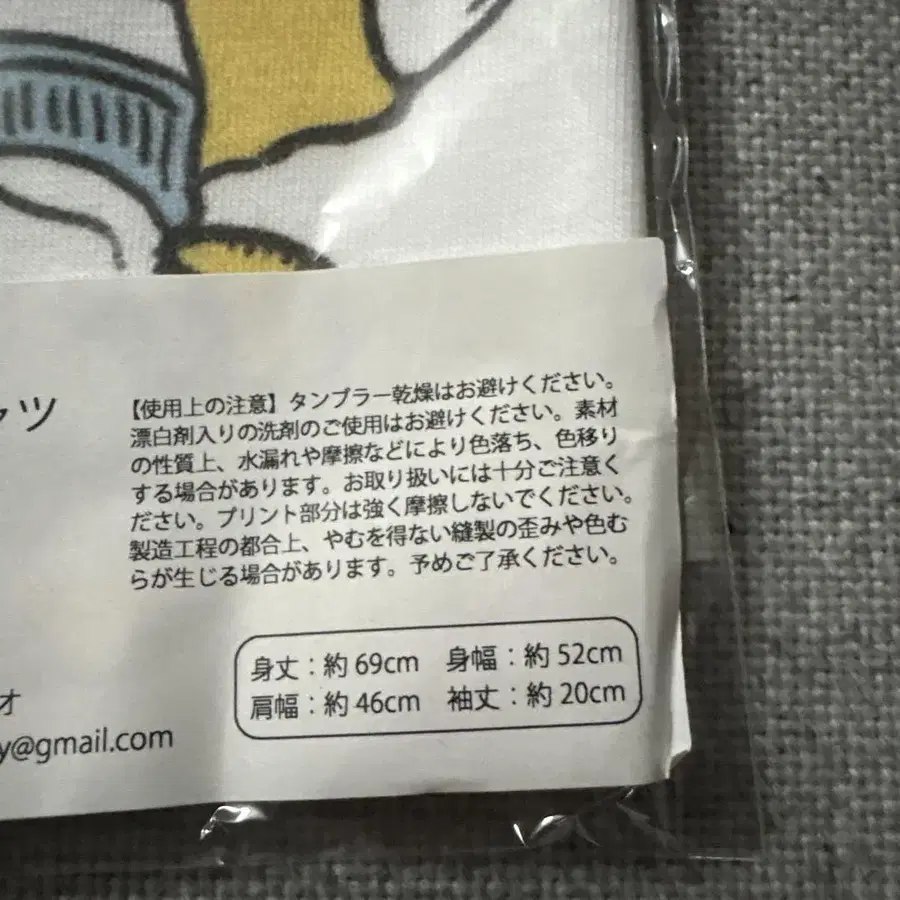 ャツ
【使用上の注意】タンブラー乾燥はお避けください。
漂白剤入りの洗剤のご使用はお避けください。素材
の性質上、水漏れや摩擦などにより色落ち、色移り
する場合があります。お取り扱いには十分ご注意く
ださい。プリント部分は強く摩擦しないでください。
製造工程の都合上、やむを得ない縫製の歪みや色む
らが生じる場合があります。予めご了承ください。
身丈：約 69cm 身幅：約 52cm
肩幅：約 46cm 袖丈：約 20cm
オ
y@gmail.com